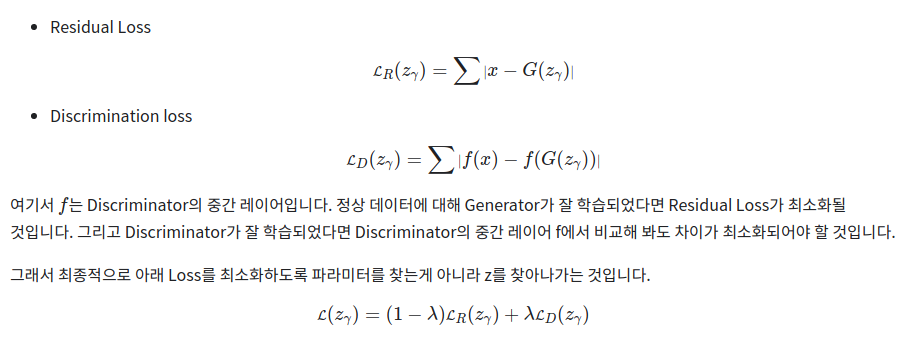 • Residual Loss
ℒ_R(z_γ) = ∑ |x − G(z_γ)|
• Discrimination loss
ℒ_D(z_γ) = ∑ |f(x) − f(G(z_γ))|
여기서 f는 Discriminator의 중간 레이어입니다. 정상 데이터에 대해 Generator가 잘 학습되었다면 Residual Loss가 최소화될
것입니다. 그리고 Discriminator가 잘 학습되었다면 Discriminator의 중간 레이어 f에서 비교해 봐도 차이가 최소화되어야 할 것입니다.
그래서 최종적으로 아래 Loss를 최소화하도록 파라미터를 찾는게 아니라 z를 찾아나가는 것입니다.
ℒ(z_γ) = (1 − λ)ℒ_R(z_γ) + λℒ_D(z_γ)